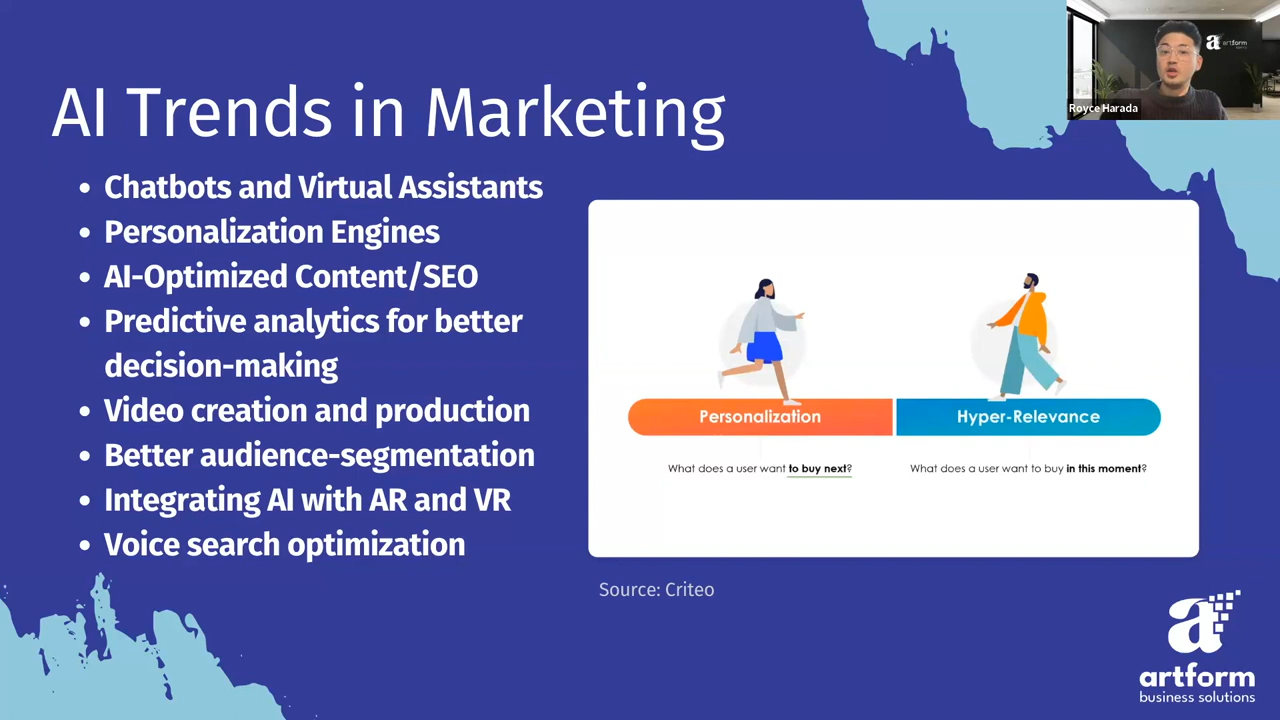 AI Trends in Marketing
• Chatbots and Virtual Assistants
• Personalization Engines
• AI-Optimized Content/SEO
• Predictive analytics for better
decision-making
• Video creation and production
• Better audience-segmentation
• Integrating AI with AR and VR
• Voice search optimization
Personalization
Hyper-Relevance
What does a user want to buy next?
What does a user want to buy in this moment?
Source: Criteo
a artform
Royce Harada
a
artform
business solutions